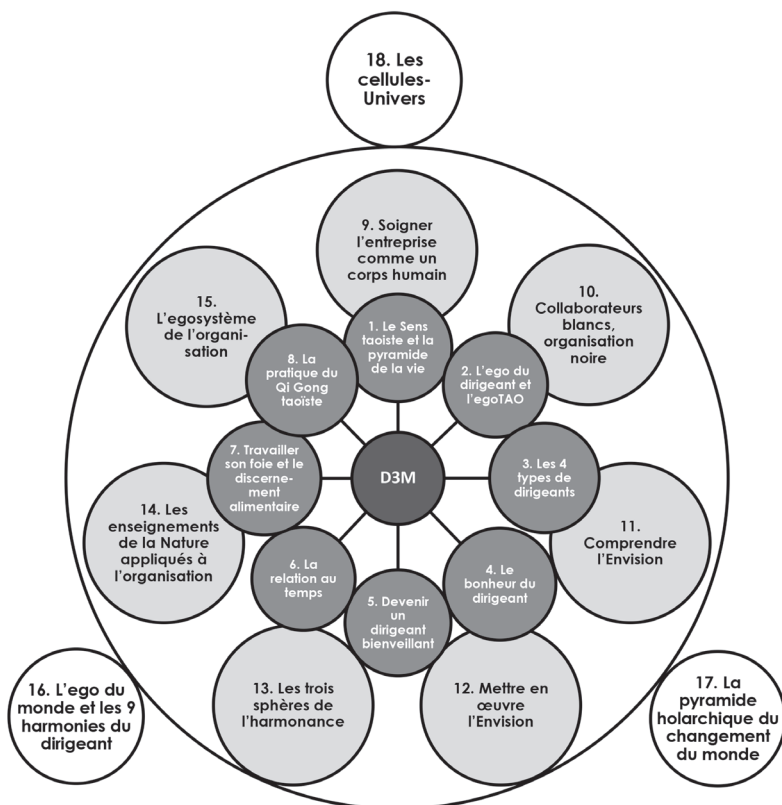 18. Les
cellules-
Univers
9. Soigner
l'entreprise
comme un
corps humain
15.
L'egosystème
de l'organi-
sation
10.
Collaborateurs
blancs,
organisation
noire
1. Le Sens
taoiste et la
pyramide
de la vie
8. La
pratique du
Qi Gong
taoïste
2. L'ego du
dirigeant et
l'egoTAO
7. Travailler
son foie et le
discerne-
ment
alimentaire
D3M
3. Les 4
types de
dirigeants
14. Les
enseignements
de la Nature
appliqués à
l'organisation
11.
Comprendre
l'Envision
6. La
relation au
temps
4. Le
bonheur du
dirigeant
5. Devenir
un
dirigeant
bienveillant
13. Les trois
sphères de
l'harmonance
12. Mettre en
œuvre
l'Envision
16. L'ego du
monde et les 9
harmonies du
dirigeant
17. La
pyramide
holarchique du
changement
du monde